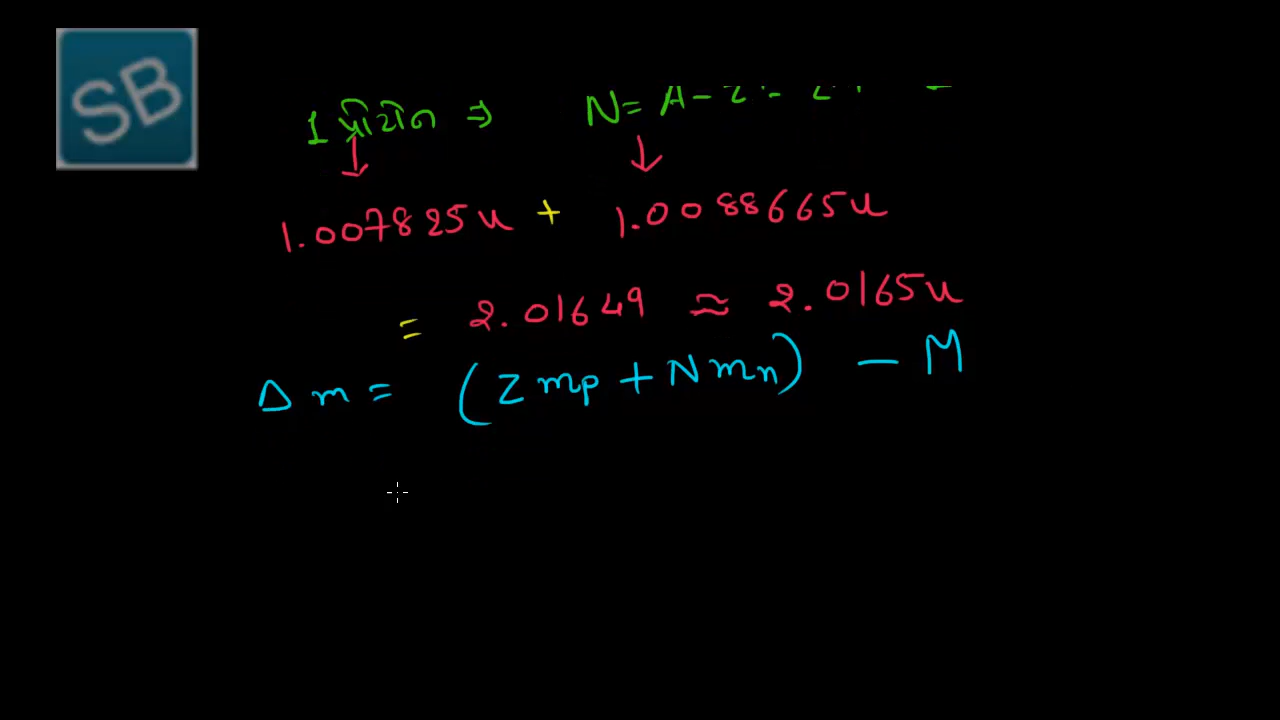 SB
1 પ્રોટોન ⇒ N = A - Z =
↓ ↓
1.007825u + 1.0088665u
= 2.01649 ≈ 2.0165u
Δm = (Zmp + Nmn) - M